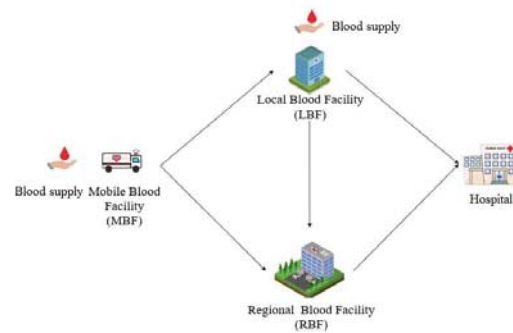 Blood supply
Local Blood Facility
(LBF)
Blood supply
Mobile Blood
Facility
(MBF)
Hospital
Regional Blood Facility
(RBF)